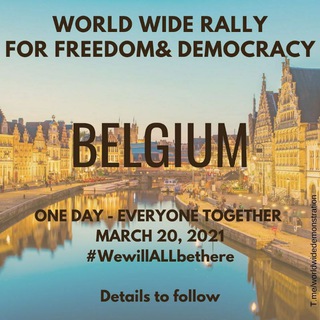 WORLD WIDE RALLY
FOR FREEDOM& DEMOCRACY
BELGIUM
ONE DAY - EVERYONE TOGETHER
MARCH 20, 2021
#WewillALLbethere
Details to follow
T.me/worldwidedemonstration